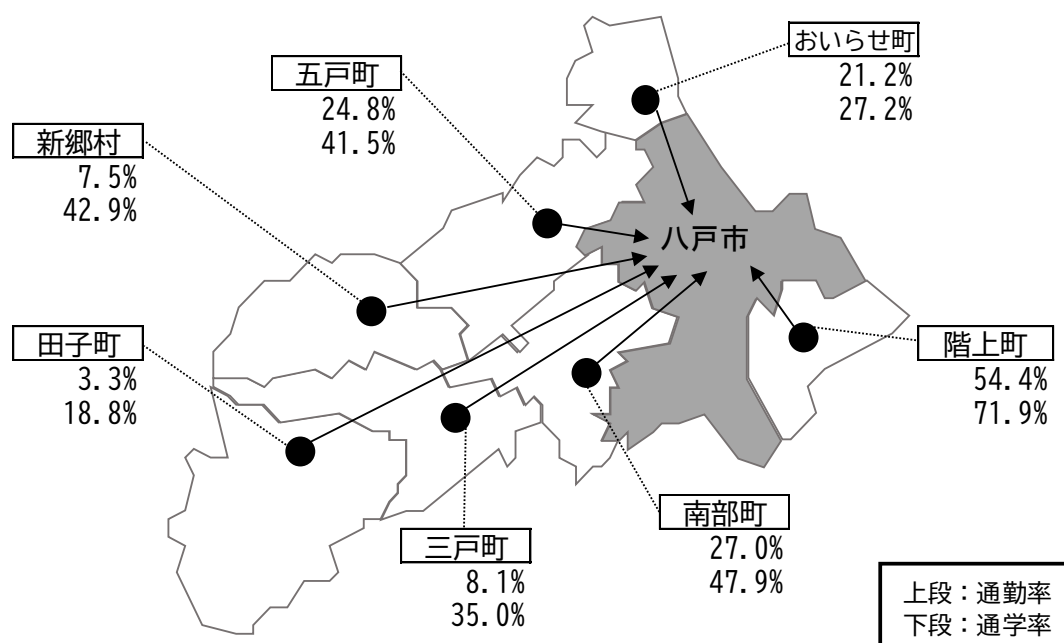 おいらせ町
21.2%
27.2%
五戸町
24.8%
41.5%
新郷村
7.5%
42.9%
八戸市
田子町
3.3%
18.8%
階上町
54.4%
71.9%
南部町
27.0%
47.9%
三戸町
8.1%
35.0%
上段：通勤率
下段：通学率